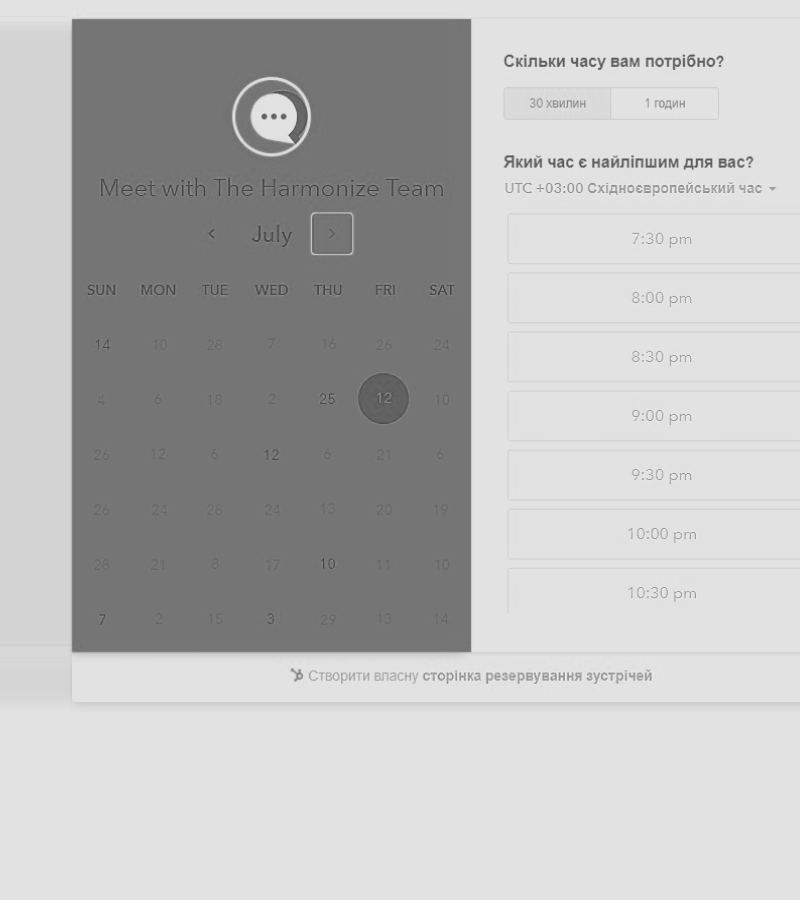 Meet with The Harmonize Team
July
SUN MON TUE WED THU FRI SAT
14 10 28 7 16 26 24
4 6 18 2 25 12 10
26 12 6 12 6 21 6
26 24 28 24 13 20 19
28 21 8 17 10 11 10
7 2 15 3 29 13 14
Скільки часу вам потрібно?
30 хвилин 1 годин
Який час є найліпшим для вас?
UTC +03:00 Східноєвропейський час
7:30 pm
8:00 pm
8:30 pm
9:00 pm
9:30 pm
10:00 pm
10:30 pm
Створити власну сторінка резервування зустрічей